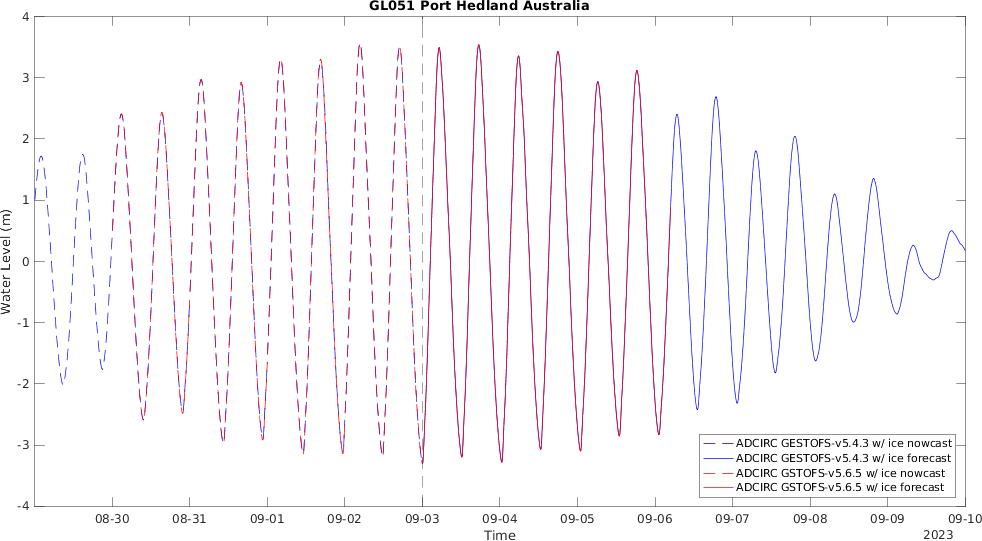 GL051 Port Hedland Australia
4
3
2
1
0
-1
-2
-3
-4
Water Level (m)
ADCIRC GESTOFS-v5.4.3 w/ ice nowcast
ADCIRC GESTOFS-v5.4.3 w/ ice forecast
ADCIRC GSTOFS-v5.6.5 w/ ice nowcast
ADCIRC GSTOFS-v5.6.5 w/ ice forecast
08-30 08-31 09-01 09-02 09-03 09-04 09-05 09-06 09-07 09-08 09-09 09-10
Time 2023